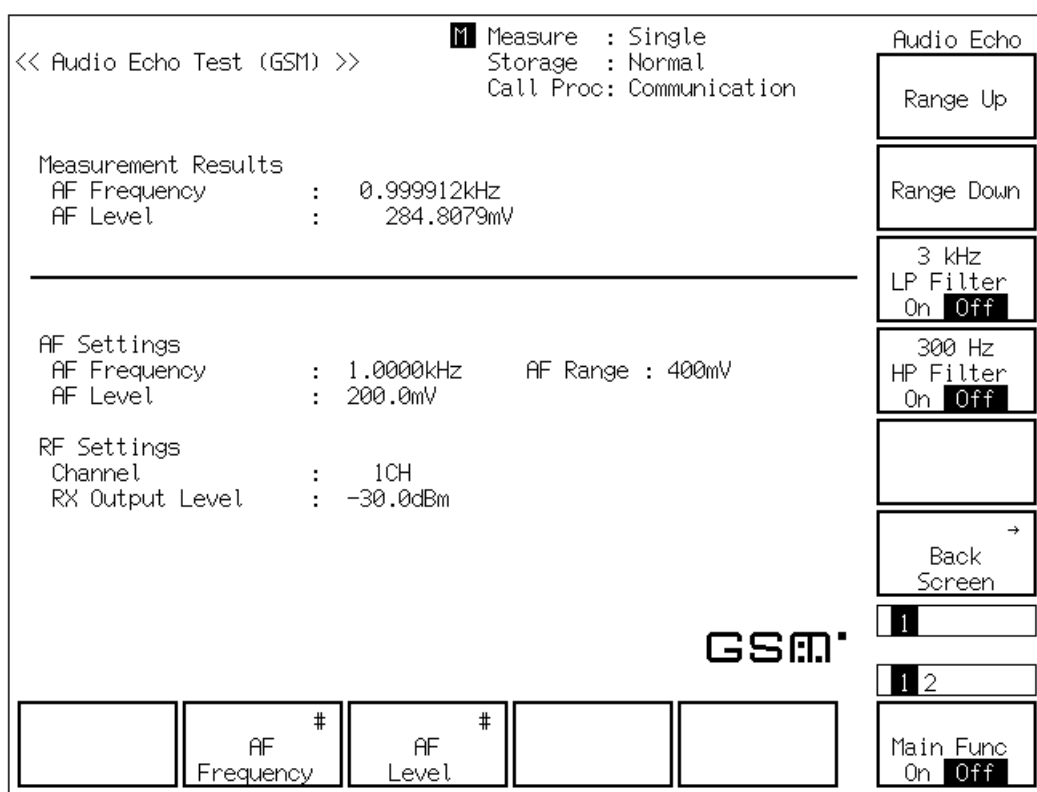 << Audio Echo Test (GSM) >>
M Measure : Single
Storage : Normal
Call Proc: Communication
Measurement Results
AF Frequency : 0.999912kHz
AF Level : 284.8079mV
AF Settings
AF Frequency : 1.0000kHz AF Range : 400mV
AF Level : 200.0mV
RF Settings
Channel : 1CH
RX Output Level : -30.0dBm
GSM
#
AF
Frequency
#
AF
Level
Audio Echo
Range Up
Range Down
3 kHz
LP Filter
On Off
300 Hz
HP Filter
On Off
→
Back
Screen
1
1 2
Main Func
On Off